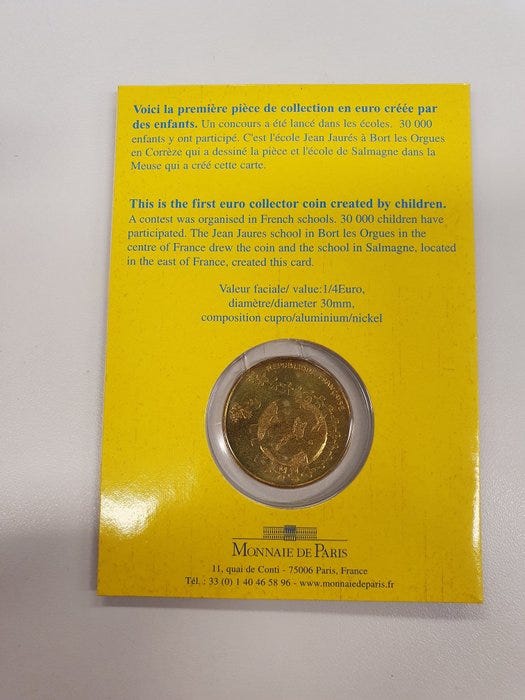 Voici la première pièce de collection en euro créée par
des enfants. Un concours a été lancé dans les écoles. 30 000
enfants y ont participé. C'est l'école Jean Jaurés à Bort les Orgues
en Corrèze qui a dessiné la pièce et l'école de Salmagne dans la
Meuse qui a créé cette carte.
This is the first euro collector coin created by children.
A contest was organised in French schools. 30 000 children have
participated. The Jean Jaures school in Bort les Orgues in the
centre of France drew the coin and the school in Salmagne, located
in the east of France, created this card.
Valeur faciale/ value:1/4Euro,
diamètre/diameter 30mm,
composition cupro/aluminium/nickel
REPUBLIQUE FRANÇAISE
MONNAIE DE PARIS
11, quai de Conti - 75006 Paris, France
Tél. : 33 (0) 1 40 46 58 96 - www.monnaiedeparis.fr